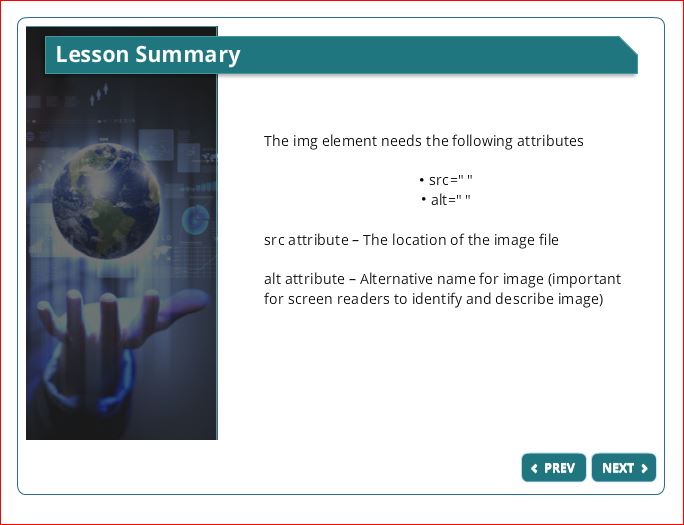 Lesson Summary
The img element needs the following attributes
• src=" "
• alt=" "
src attribute – The location of the image file
alt attribute – Alternative name for image (important
for screen readers to identify and describe image)
PREV
NEXT